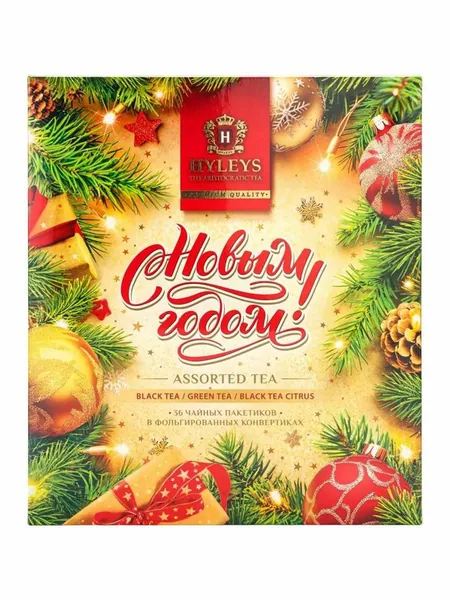 H
HYLEYS
THE ARISTOCRATIC TEA
PREMIUM QUALITY
С Новым
годом!
ASSORTED TEA
BLACK TEA / GREEN TEA / BLACK TEA CITRUS
36 ЧАЙНЫХ ПАКЕТИКОВ
В ФОЛЬГИРОВАННЫХ КОНВЕРТИКАХ